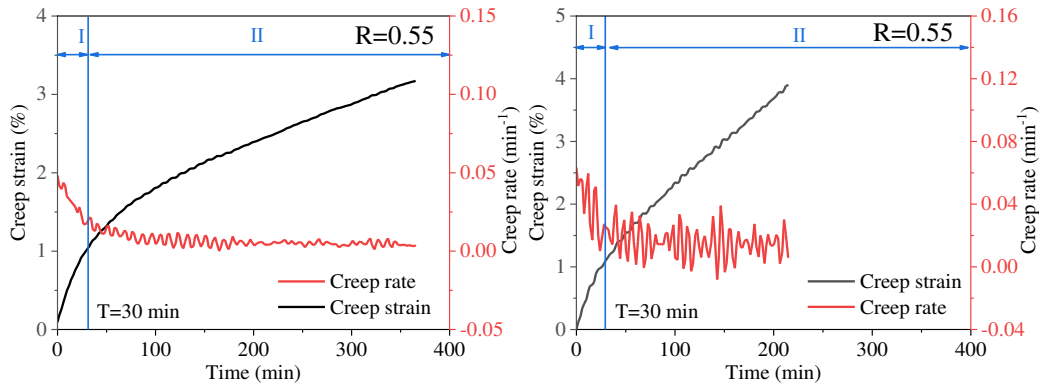 I
II
R=0.55
4
3
2
1
0
Creep strain (%)
0.15
0.10
0.05
0.00
-0.05
Creep rate (min⁻¹)
Creep rate
Creep strain
T=30 min
0
100
200
300
400
Time (min)
I
II
R=0.55
5
4
3
2
1
0
Creep strain (%)
0.16
0.12
0.08
0.04
0.00
-0.04
Creep rate (min⁻¹)
Creep strain
Creep rate
T=30 min
0
100
200
300
400
Time (min)